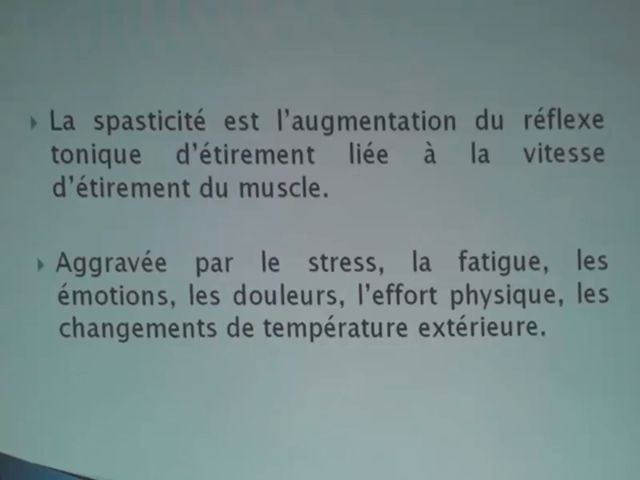 La spasticité est l'augmentation du réflexe
tonique d'étirement liée à la vitesse
d'étirement du muscle.
Aggravée par le stress, la fatigue, les
émotions, les douleurs, l'effort physique, les
changements de température extérieure.